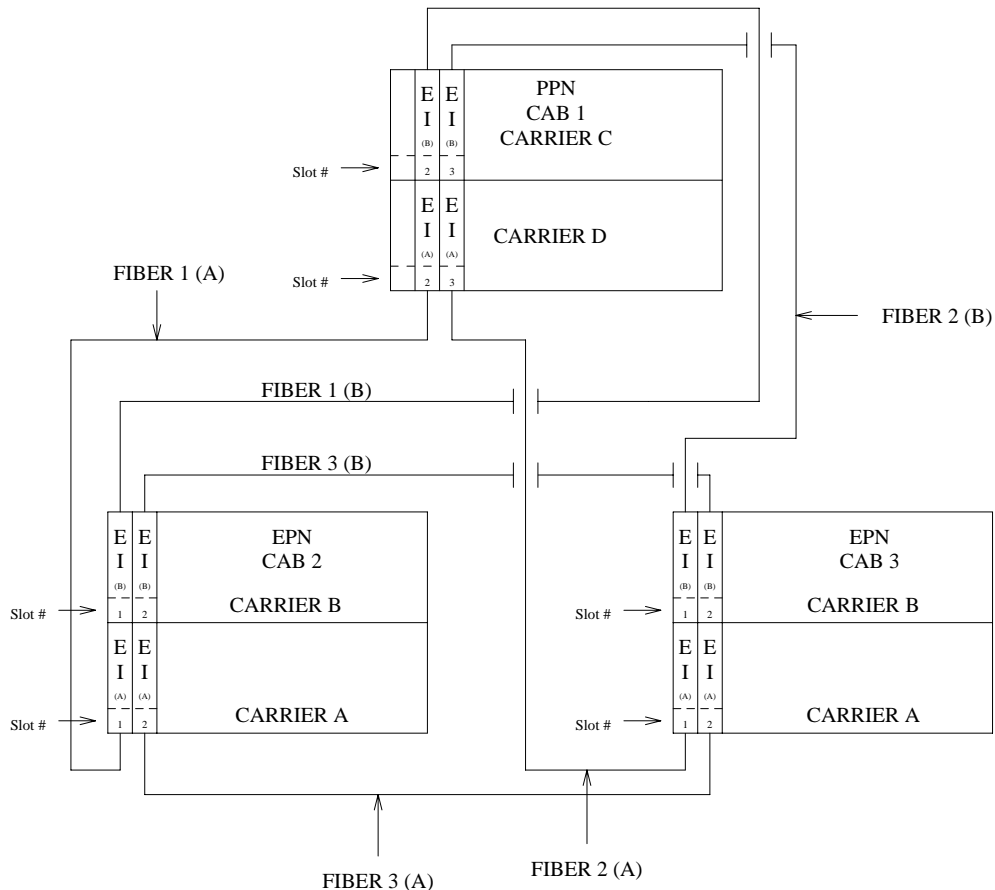 PPN
CAB 1
CARRIER C
E E
I I
(B) (B)
Slot #
2 3
E E
I I
(A) (A)
CARRIER D
Slot #
2 3
FIBER 1 (A)
FIBER 2 (B)
FIBER 1 (B)
FIBER 3 (B)
E E
I I
(B) (B)
EPN
CAB 2
CARRIER B
Slot #
1 2
E E
I I
(A) (A)
CARRIER A
Slot #
1 2
E E
I I
(B) (B)
EPN
CAB 3
CARRIER B
Slot #
1 2
E E
I I
(A) (A)
CARRIER A
Slot #
1 2
FIBER 2 (A)
FIBER 3 (A)